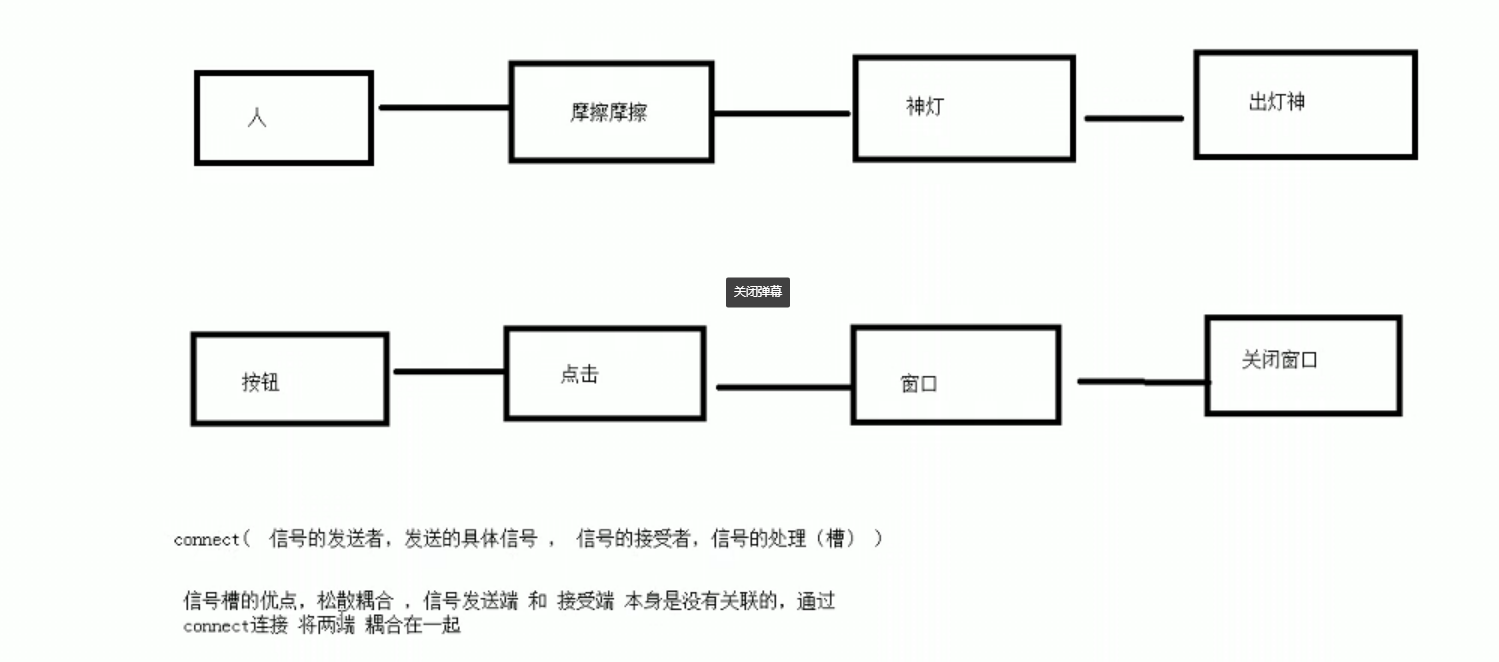 人
摩擦摩擦
神灯
出灯神
关闭弹幕
按钮
点击
窗口
关闭窗口
connect( 信号的发送者，发送的具体信号 ， 信号的接受者，信号的处理（槽） ）
信号槽的优点，松散耦合 ，信号发送端 和 接受端 本身是没有关联的，通过
connect连接 将两端 耦合在一起